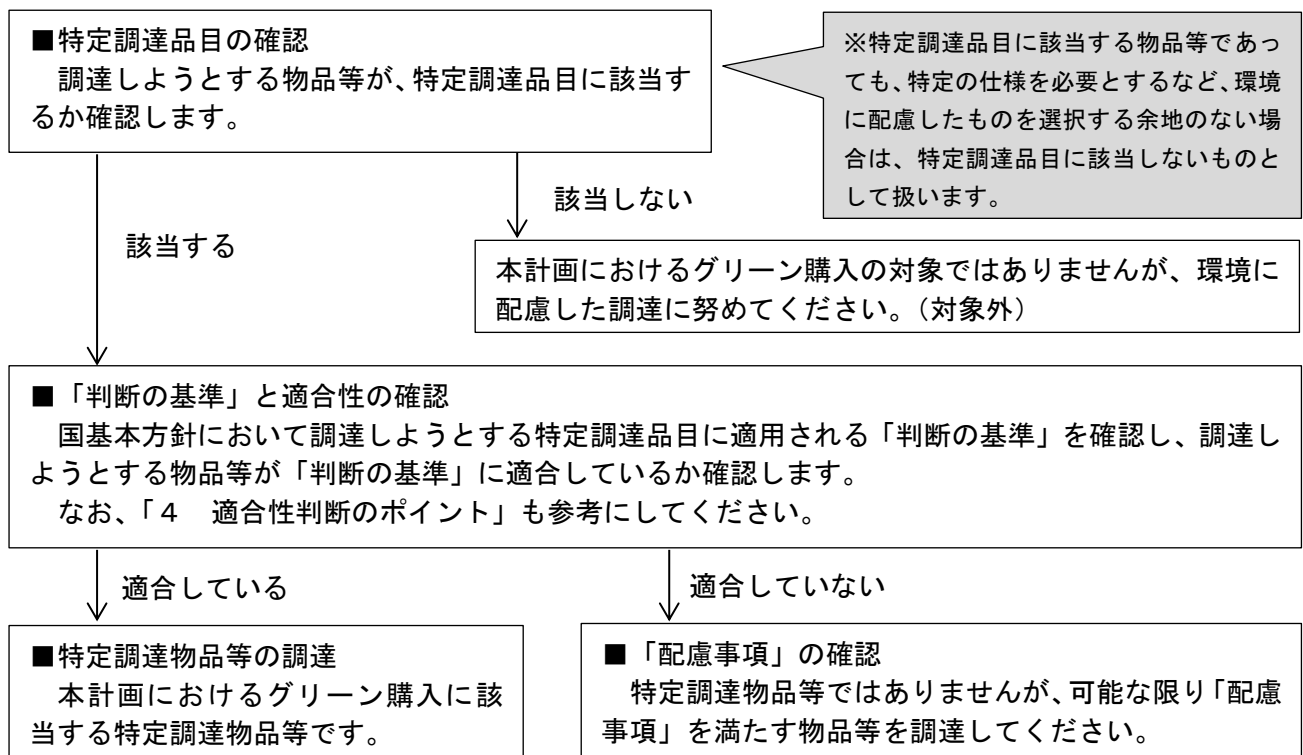 ■特定調達品目の確認
　調達しようとする物品等が、特定調達品目に該当す
るか確認します。
※特定調達品目に該当する物品等であっ
ても、特定の仕様を必要とするなど、環境
に配慮したものを選択する余地のない場
合は、特定調達品目に該当しないものと
して扱います。
該当しない
該当する
本計画におけるグリーン購入の対象ではありませんが、環境に
配慮した調達に努めてください。（対象外）
■「判断の基準」と適合性の確認
　国基本方針において調達しようとする特定調達品目に適用される「判断の基準」を確認し、調達し
ようとする物品等が「判断の基準」に適合しているか確認します。
　なお、「４　適合性判断のポイント」も参考にしてください。
適合している
適合していない
■特定調達物品等の調達
　本計画におけるグリーン購入に該
当する特定調達物品等です。
■「配慮事項」の確認
　特定調達物品等ではありませんが、可能な限り「配慮
事項」を満たす物品等を調達してください。